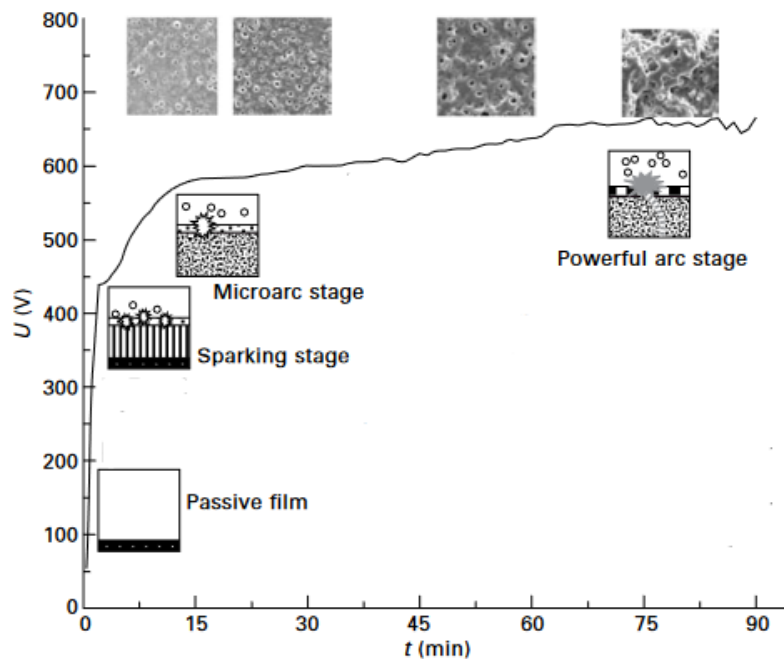 800
700
600
500
400
300
200
100
0
U (V)
Microarc stage
Sparking stage
Passive film
Powerful arc stage
0 15 30 45 60 75 90
t (min)